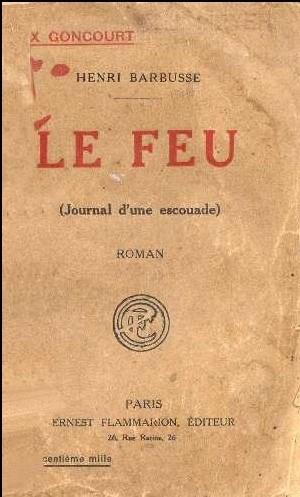 X GONCOURT
HENRI BARBUSSE
LE FEU
(Journal d'une escouade)
ROMAN
PARIS
ERNEST FLAMMARION, ÉDITEUR
26, Rue Racine, 26
centième mille